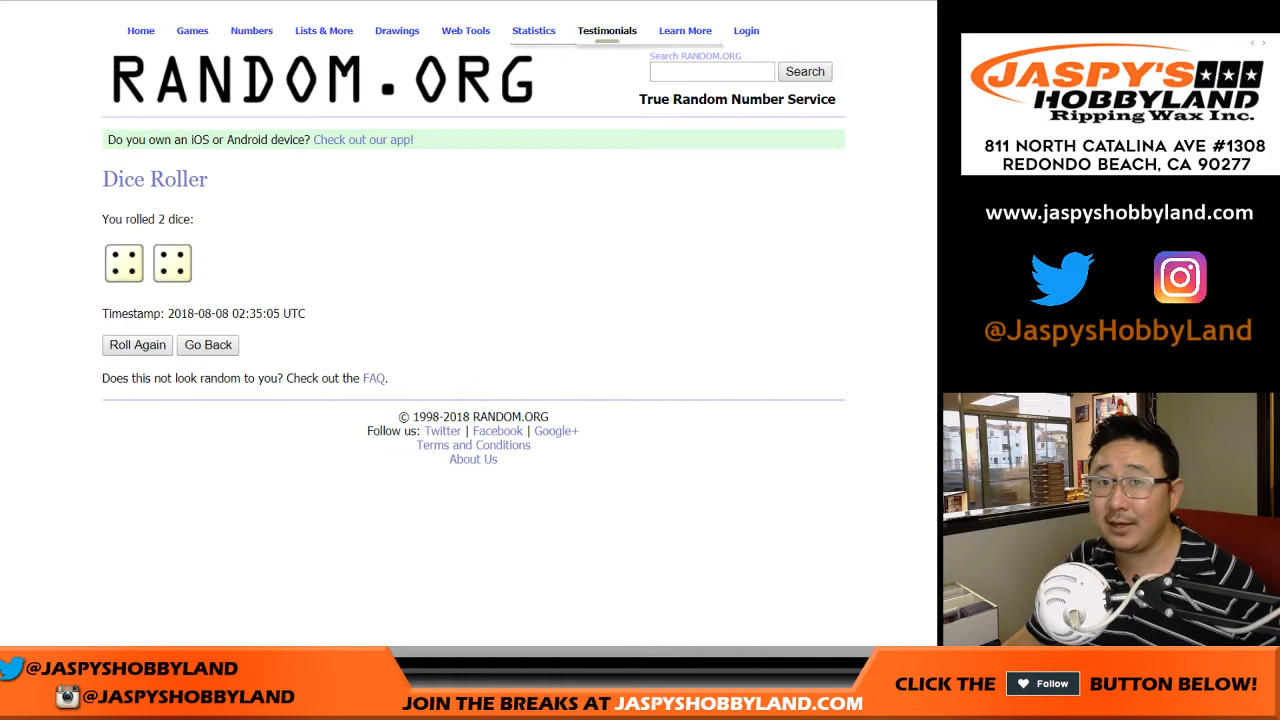 Home Games Numbers Lists & More Drawings Web Tools Statistics Testimonials Learn More Login
RANDOM.ORG
Search RANDOM.ORG
Search
True Random Number Service
Do you own an iOS or Android device? Check out our app!
Dice Roller
You rolled 2 dice:
Timestamp: 2018-08-08 02:35:05 UTC
Roll Again Go Back
Does this not look random to you? Check out the FAQ.
© 1998-2018 RANDOM.ORG
Follow us: Twitter | Facebook | Google+
Terms and Conditions
About Us
JASPY'S
HOBBYLAND
Ripping Wax Inc.
811 NORTH CATALINA AVE #1308
REDONDO BEACH, CA 90277
www.jaspyshobbyland.com
@JaspysHobbyLand
@JASPYSHOBBYLAND
@JASPYSHOBBYLAND
JOIN THE BREAKS AT JASPYSHOBBYLAND.COM
CLICK THE Follow BUTTON BELOW!